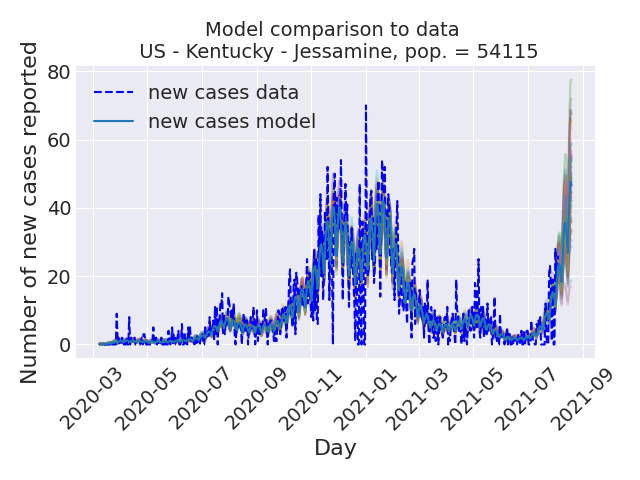 Model comparison to data
US - Kentucky - Jessamine, pop. = 54115
Number of new cases reported
80
60
40
20
0
new cases data
new cases model
2020-03
2020-05
2020-07
2020-09
2020-11
2021-01
2021-03
2021-05
2021-07
2021-09
Day